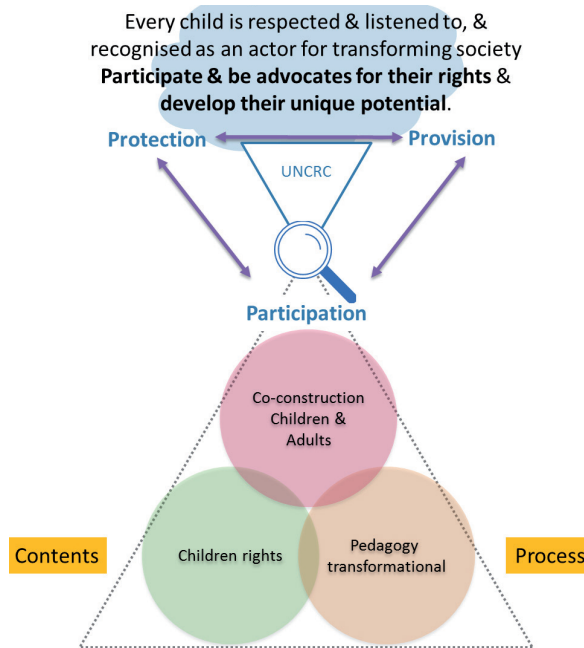 Every child is respected & listened to, &
recognised as an actor for transforming society
Participate & be advocates for their rights &
develop their unique potential.
Protection
Provision
UNCRC
Participation
Co-construction
Children &
Adults
Contents
Children rights
Pedagogy
transformational
Process